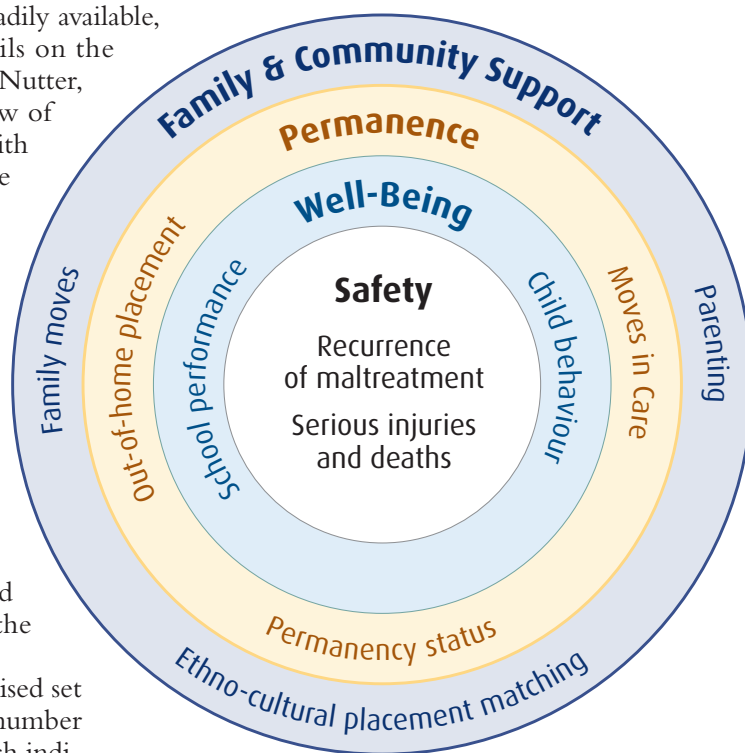 adily available,
ils on the
Nutter,
w of
ith
e
d
the
ised set
number
h indi-
Family & Community Support
Family moves
Parenting
Ethno-cultural placement matching
Permanence
Out-of-home placement
Moves in Care
Permanency status
Well-Being
School performance
Child behaviour
Safety
Recurrence
of maltreatment
Serious injuries
and deaths